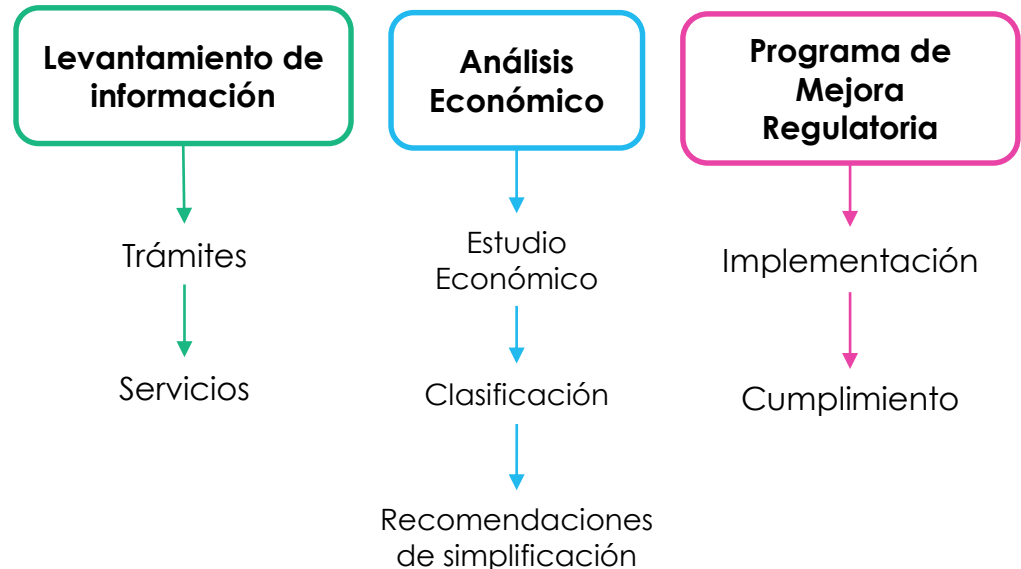 Levantamiento de
información
Trámites
Servicios
Análisis
Económico
Estudio
Económico
Clasificación
Recomendaciones
de simplificación
Programa de
Mejora
Regulatoria
Implementación
Cumplimiento